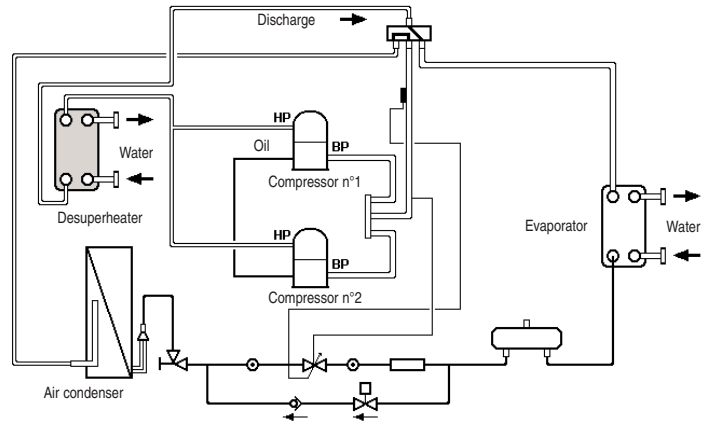 Discharge
HP
Oil
BP
Compressor n°1
Water
Desuperheater
HP
BP
Compressor n°2
Evaporator
Water
Air condenser